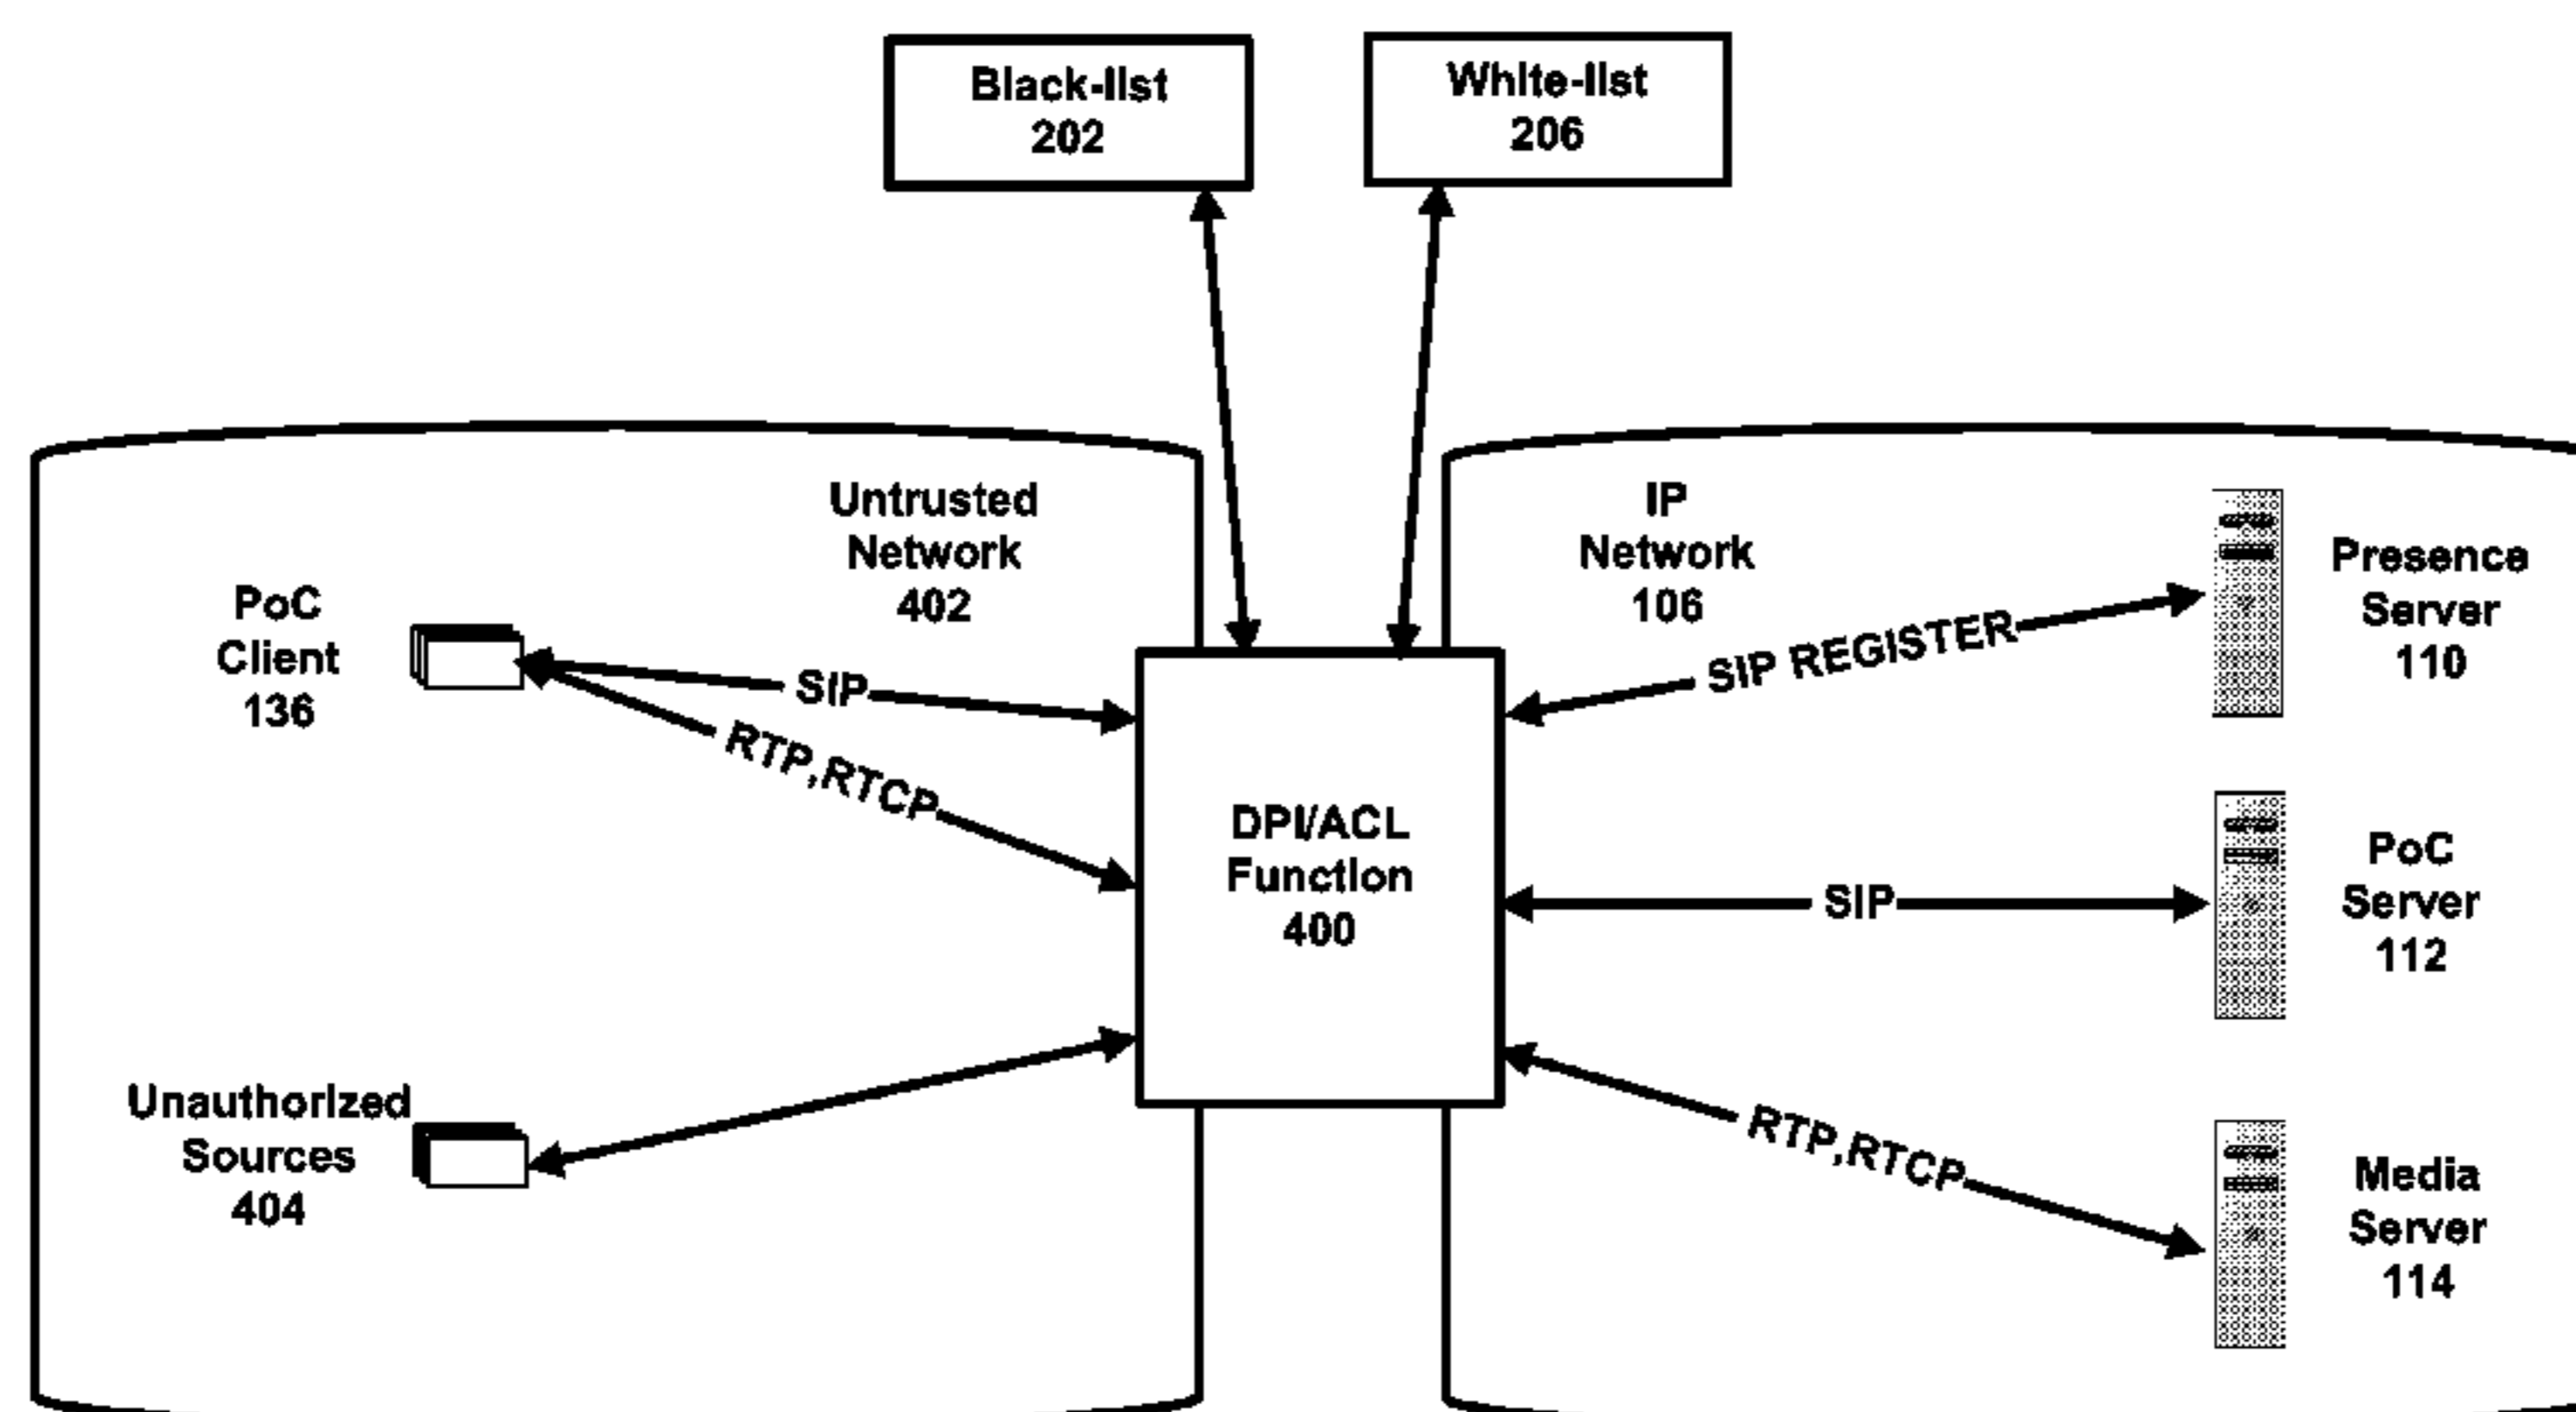 Black-list
202
White-list
206
Untrusted
Network
402
IP
Network
106
PoC
Client
136
SIP
RTP,RTCP
Unauthorized
Sources
404
DPI/ACL
Function
400
SIP REGISTER
Presence
Server
110
SIP
PoC
Server
112
RTP,RTCP
Media
Server
114